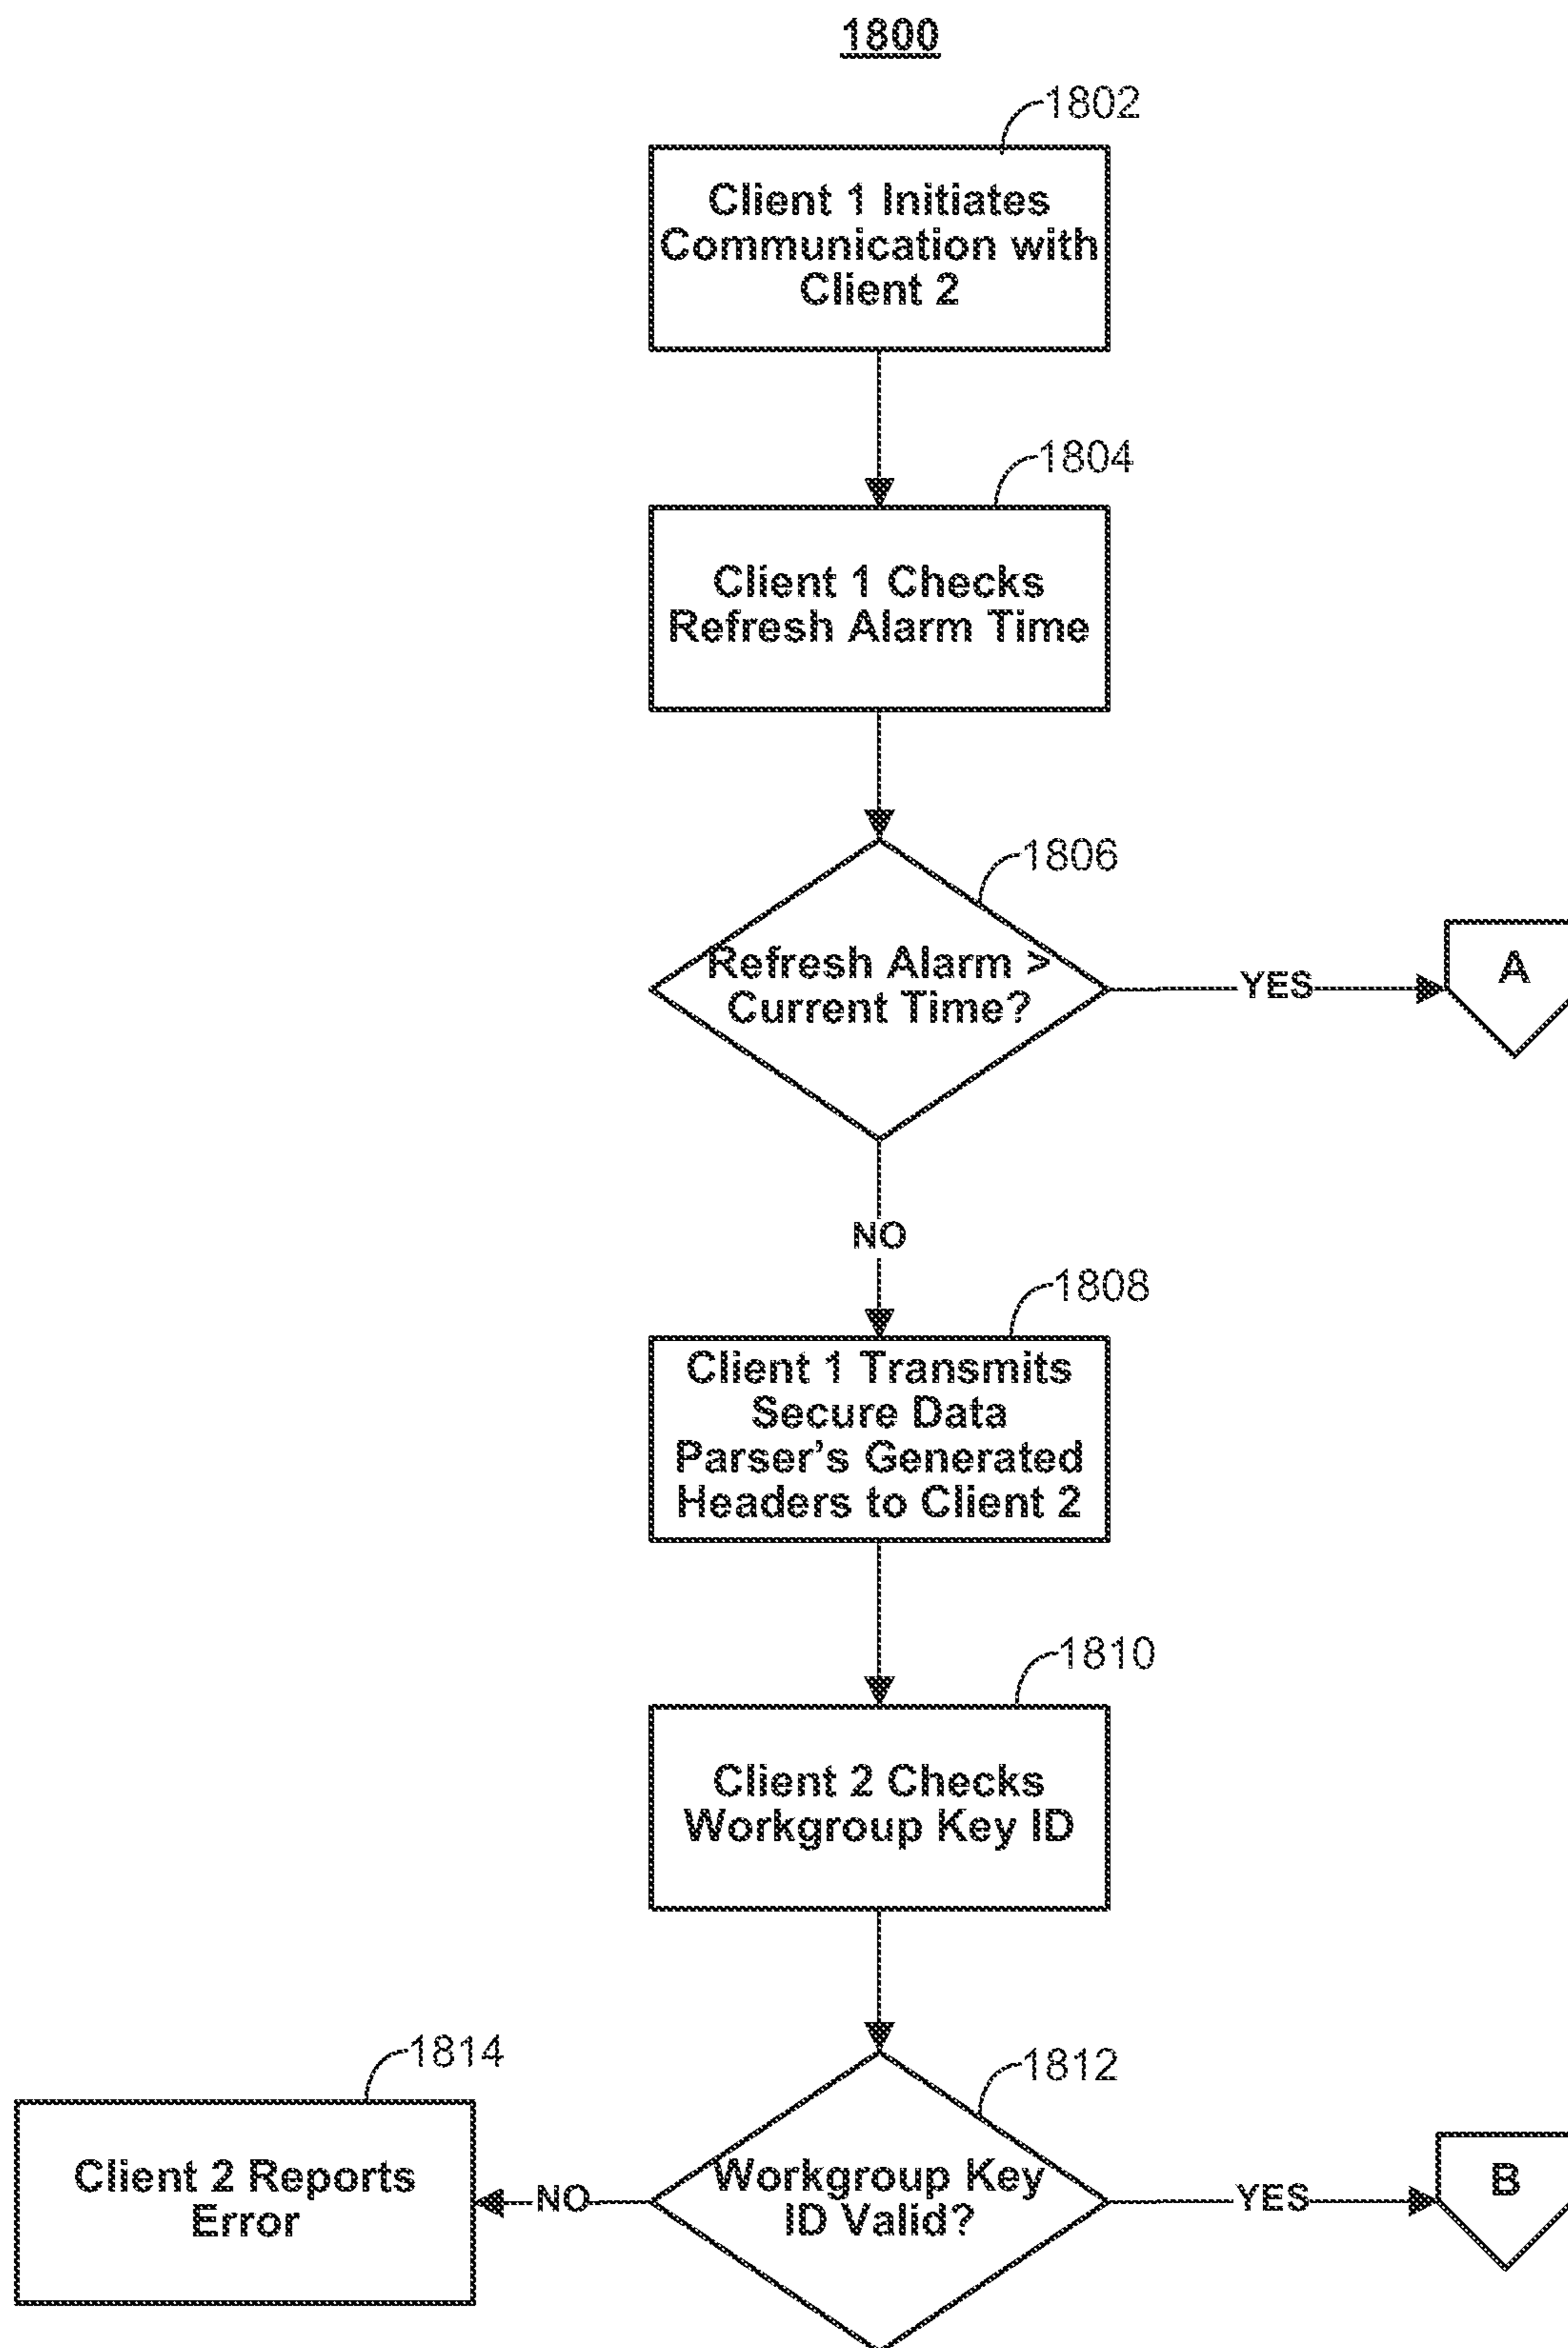 1800
1802
Client 1 Initiates
Communication with
Client 2
1804
Client 1 Checks
Refresh Alarm Time
1806
Refresh Alarm >
Current Time?
YES
A
NO
1808
Client 1 Transmits
Secure Data
Parser's Generated
Headers to Client 2
1810
Client 2 Checks
Workgroup Key ID
1814
Client 2 Reports
Error
NO
1812
Workgroup Key
ID Valid?
YES
B